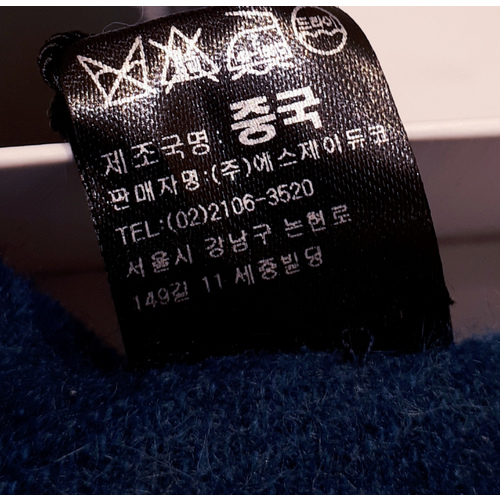 드라이
제조국명: 중국
판매자명:(주)에스제이듀코
TEL:(02)2106-3520
서울시 강남구 논현로
149길 11 세종빌딩